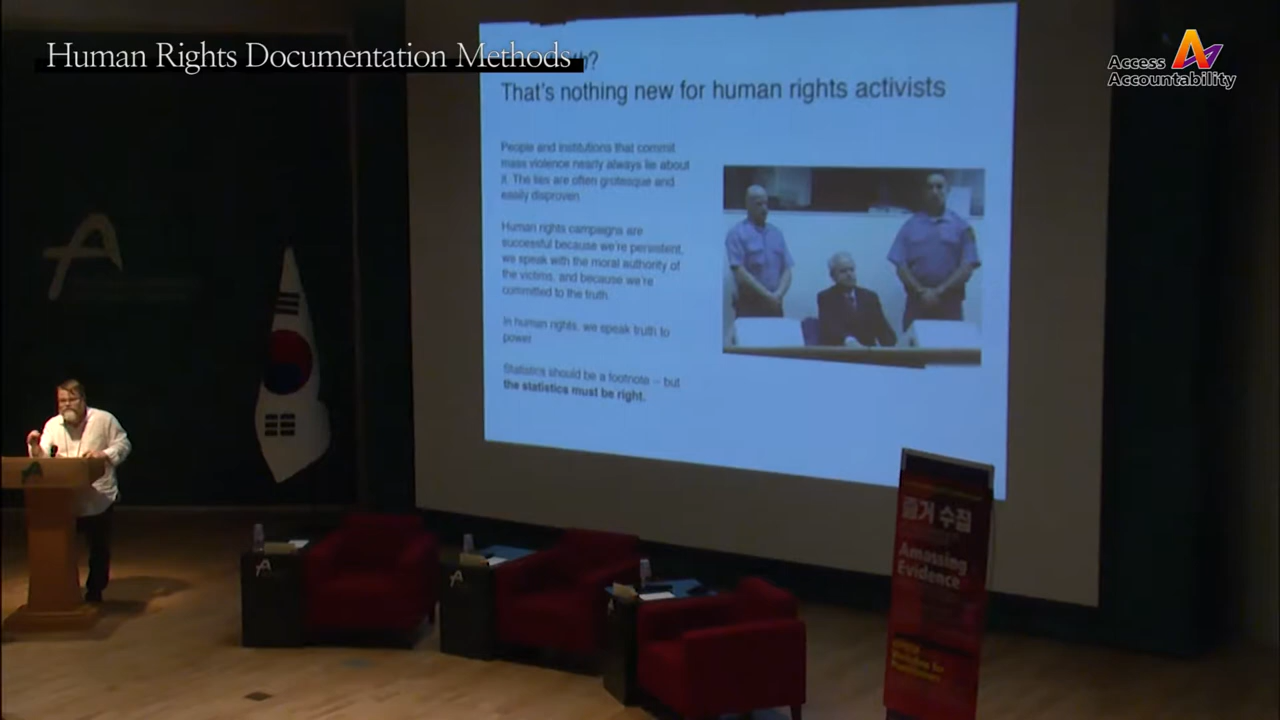 Human Rights Documentation Methods
Access
Accountability
That's nothing new for human rights activists
People and institutions that commit
mass violence nearly always lie about
it. The lies are often grotesque and
easily disproven.
Human rights campaigns are
successful because we're persistent,
we speak with the moral authority of
the victims, and because we're
committed to the truth.
In human rights, we speak truth to
power.
Statistics should be a footnote – but
the statistics must be right.
증거 수집
Amassing
Evidence